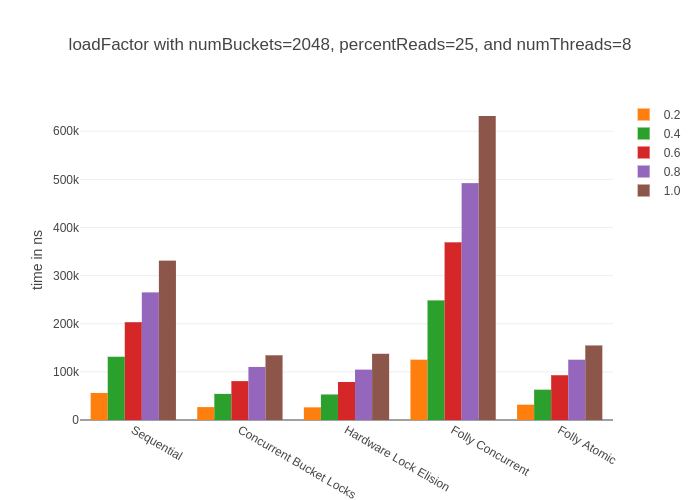 loadFactor with numBuckets=2048, percentReads=25, and numThreads=8
0.2
0.4
0.6
0.8
1.0
600k
500k
400k
300k
200k
100k
0
time in ns
Sequential
Concurrent Bucket Locks
Hardware Lock Elision
Folly Concurrent
Folly Atomic